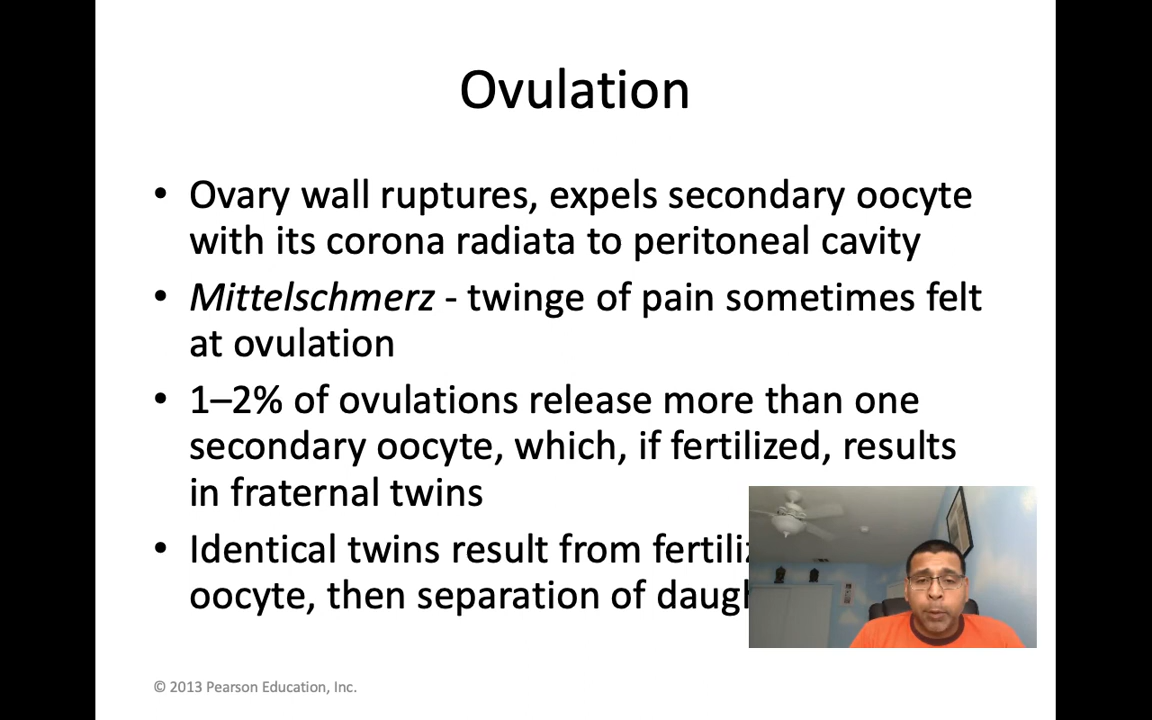 Ovulation
• Ovary wall ruptures, expels secondary oocyte
with its corona radiata to peritoneal cavity
• Mittelschmerz - twinge of pain sometimes felt
at ovulation
• 1–2% of ovulations release more than one
secondary oocyte, which, if fertilized, results
in fraternal twins
• Identical twins result from
oocyte, then separation of
© 2013 Pearson Education, Inc.